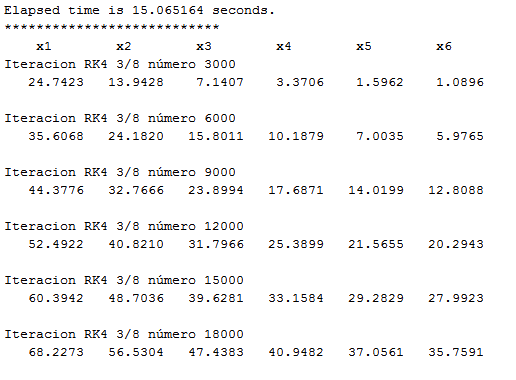 Elapsed time is 15.065164 seconds.
***************************
x1 x2 x3 x4 x5 x6
Iteracion RK4 3/8 número 3000
24.7423 13.9428 7.1407 3.3706 1.5962 1.0896
Iteracion RK4 3/8 número 6000
35.6068 24.1820 15.8011 10.1879 7.0035 5.9765
Iteracion RK4 3/8 número 9000
44.3776 32.7666 23.8994 17.6871 14.0199 12.8088
Iteracion RK4 3/8 número 12000
52.4922 40.8210 31.7966 25.3899 21.5655 20.2943
Iteracion RK4 3/8 número 15000
60.3942 48.7036 39.6281 33.1584 29.2829 27.9923
Iteracion RK4 3/8 número 18000
68.2273 56.5304 47.4383 40.9482 37.0561 35.7591